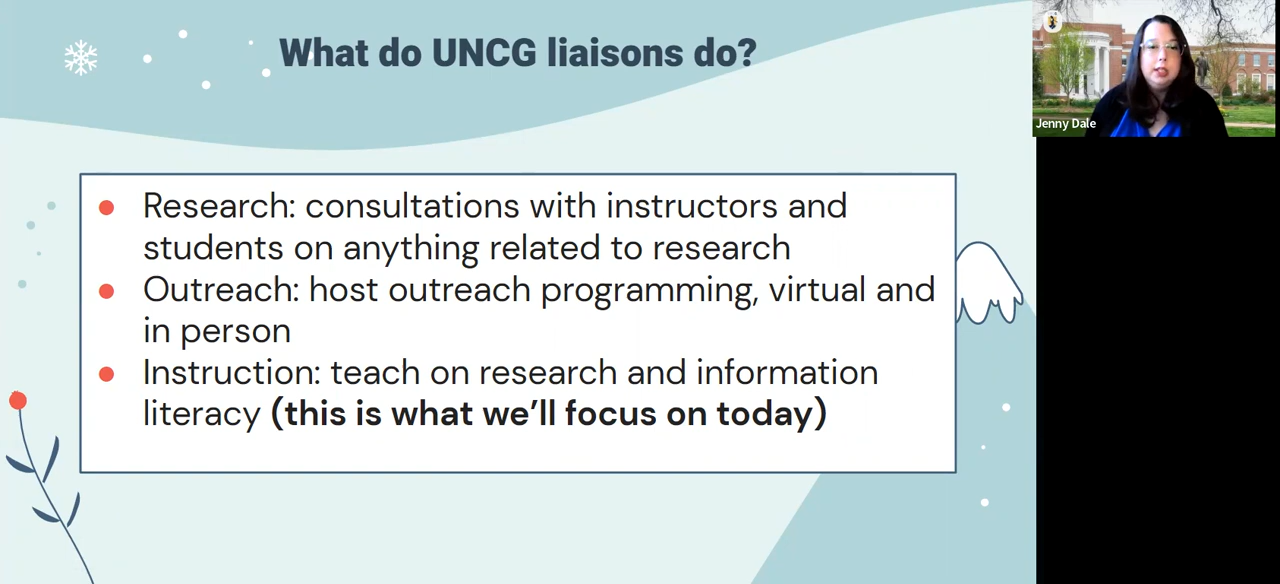 What do UNCG liaisons do?
Jenny Dale
● Research: consultations with instructors and
students on anything related to research
● Outreach: host outreach programming, virtual and
in person
● Instruction: teach on research and information
literacy (this is what we’ll focus on today)